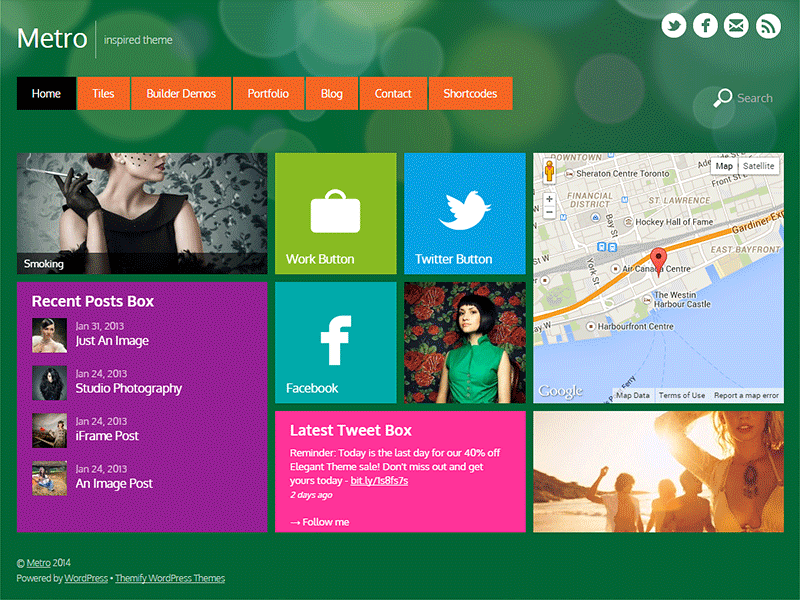 Metro
inspired theme
Home
Tiles
Builder Demos
Portfolio
Blog
Contact
Shortcodes
Search
Smoking
Work Button
Twitter Button
DOWNTOWN
Sheraton Centre Toronto
Map
Satellite
Front St E
FINANCIAL
DISTRICT
ST. LAWRENCE
Bay St
Hockey Hall of Fame
Gardiner Exp
EAST BAYFRONT
York St
Air Canada Centre
The Westin
Harbour Castle
Harbourfront Centre
Ferry
Google
Map Data
Terms of Use
Report a map error
Recent Posts Box
Jan 31, 2013
Just An Image
Jan 24, 2013
Studio Photography
Jan 24, 2013
iFrame Post
Jan 24, 2013
An Image Post
Facebook
Latest Tweet Box
Reminder: Today is the last day for our 40% off
Elegant Theme sale! Don't miss out and get
yours today - bit.ly/1s8fs7s
2 days ago
→ Follow me
© Metro 2014
Powered by WordPress • Themify WordPress Themes